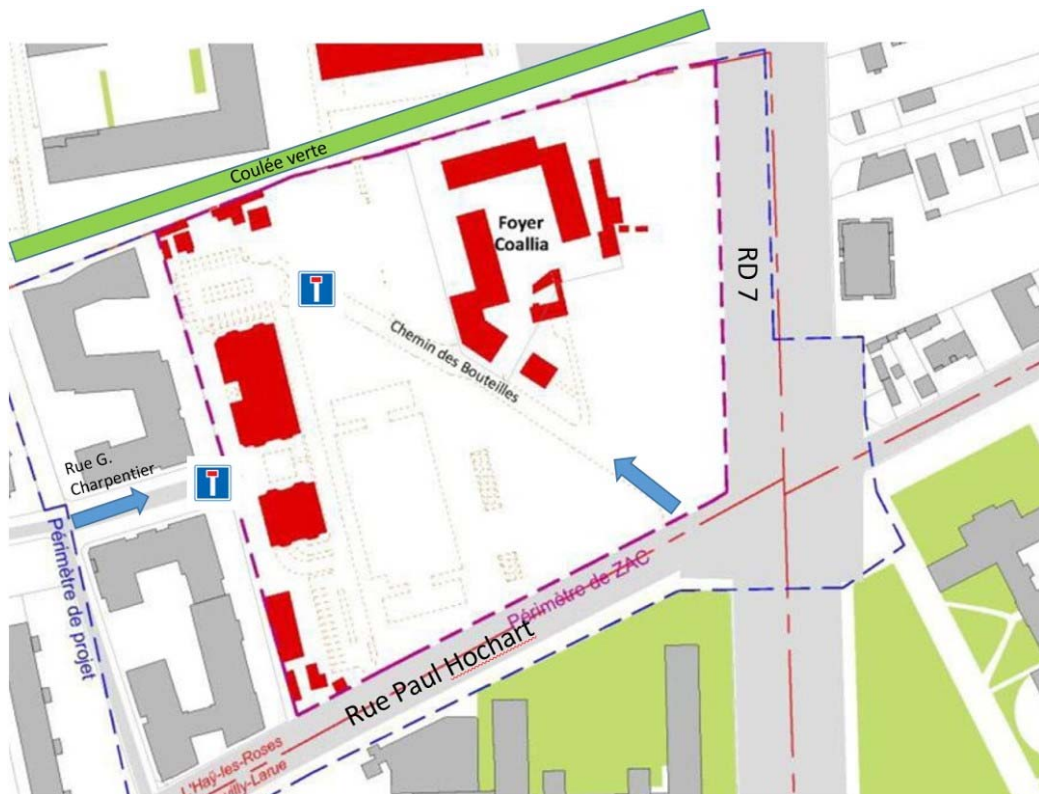 Coulée verte
Foyer
Coallia
RD 7
Chemin des Bouteilles
Rue G.
Charpentier
Périmètre de projet
Périmètre de ZAC
Rue Paul Hochart
L'Haÿ-les-Roses
villy-Larue